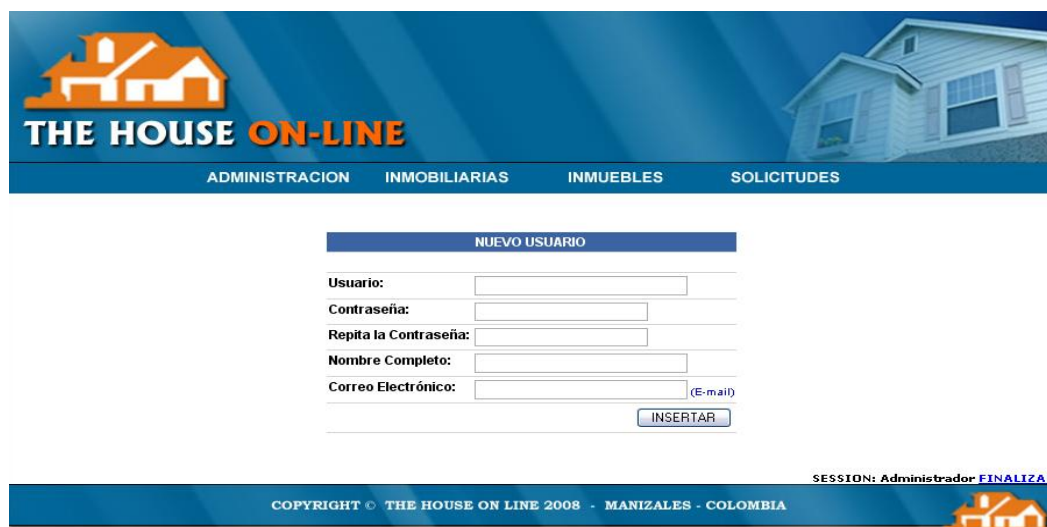 THE HOUSE ON-LINE
ADMINISTRACION INMOBILIARIAS INMUEBLES SOLICITUDES
NUEVO USUARIO
Usuario:
Contraseña:
Repita la Contraseña:
Nombre Completo:
Correo Electrónico: (E-mail)
INSERTAR
SESSION: Administrador FINALIZA
COPYRIGHT © THE HOUSE ON LINE 2008 - MANIZALES - COLOMBIA